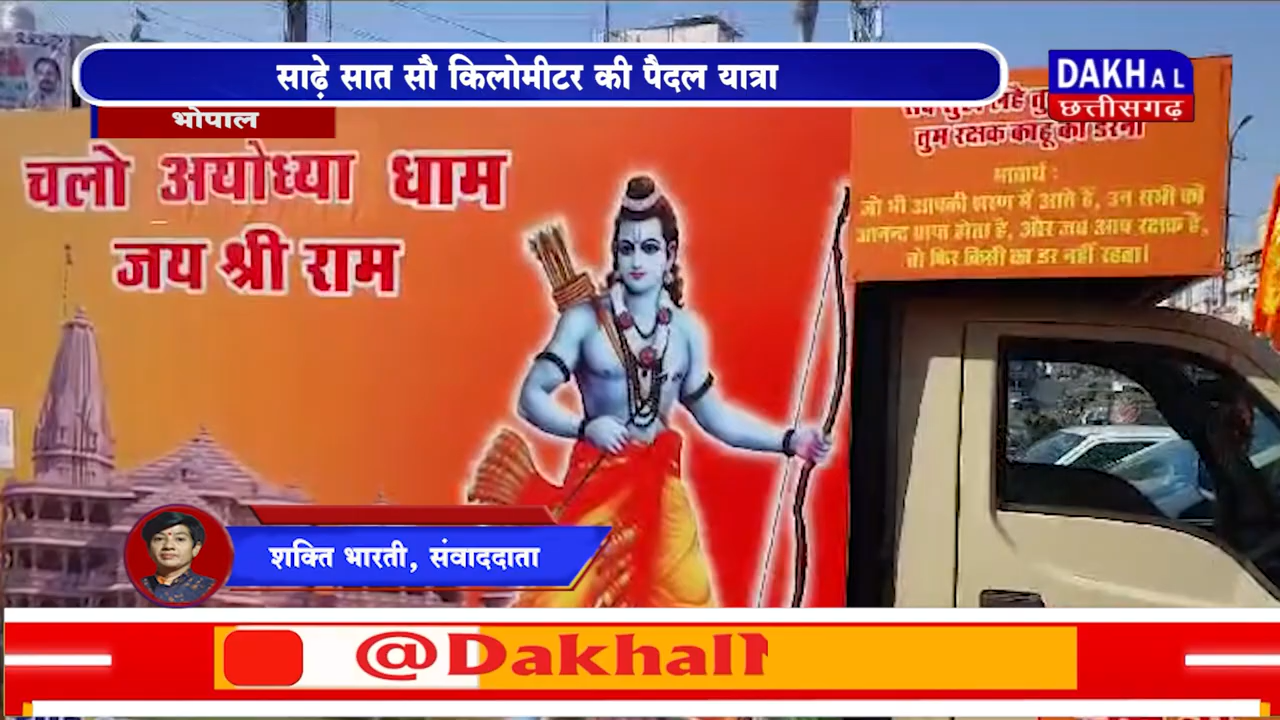 साढ़े सात सौ किलोमीटर की पैदल यात्रा
DAKHAL
छत्तीसगढ़
भोपाल
तुम रक्षक काहू को डरना
चलो अयोध्या धाम
जय श्री राम
भावार्थ :
जो भी आपकी शरण में आते है, उन सभी को
आनन्द प्राप्त होता है, और जब आप रक्षक है,
तो फिर किसी का डर नहीं रहता।
शक्ति भारती, संवाददाता